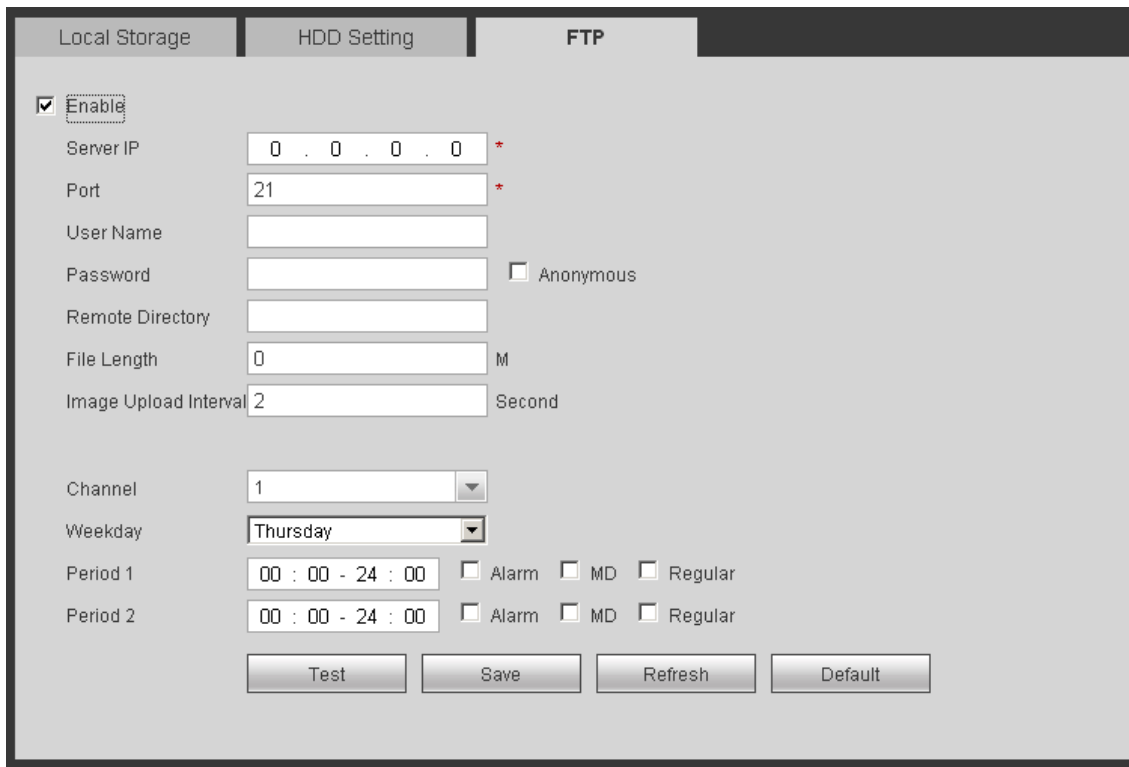 Local Storage HDD Setting FTP
Enable
Server IP 0 . 0 . 0 . 0 *
Port 21 *
User Name
Password Anonymous
Remote Directory
File Length 0 M
Image Upload Interval 2 Second
Channel 1
Weekday Thursday
Period 1 00 : 00 - 24 : 00 Alarm MD Regular
Period 2 00 : 00 - 24 : 00 Alarm MD Regular
Test Save Refresh Default